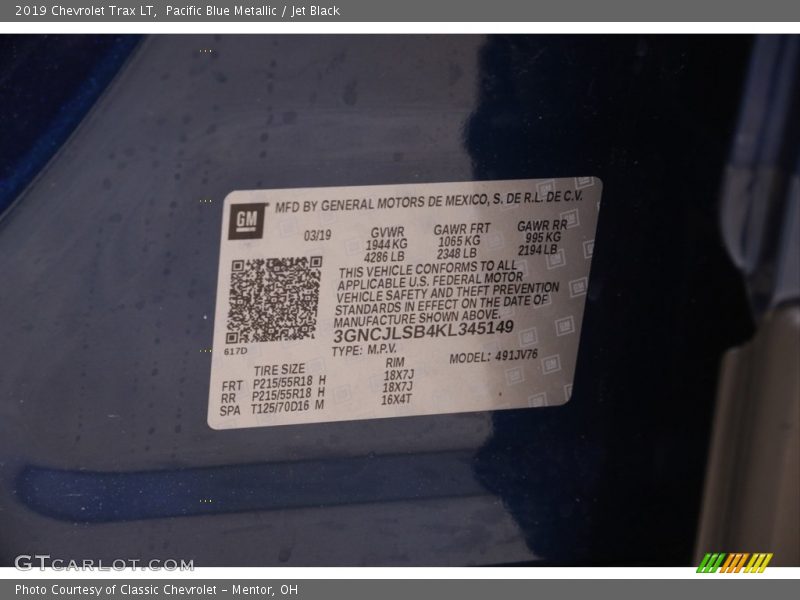 2019 Chevrolet Trax LT, Pacific Blue Metallic / Jet Black
GM
MFD BY GENERAL MOTORS DE MEXICO, S. DE R.L. DE C.V.
03/19 GVWR GAWR FRT GAWR RR
1944 KG 1065 KG 995 KG
4286 LB 2348 LB 2194 LB
THIS VEHICLE CONFORMS TO ALL
APPLICABLE U.S. FEDERAL MOTOR
VEHICLE SAFETY AND THEFT PREVENTION
STANDARDS IN EFFECT ON THE DATE OF
MANUFACTURE SHOWN ABOVE.
3GNCJLSB4KL345149
617D
TYPE: M.P.V. MODEL: 491JV76
TIRE SIZE RIM
FRT P215/55R18 H 18X7J
RR P215/55R18 H 18X7J
SPA T125/70D16 M 16X4T
GTcarlot.com
Photo Courtesy of Classic Chevrolet - Mentor, OH